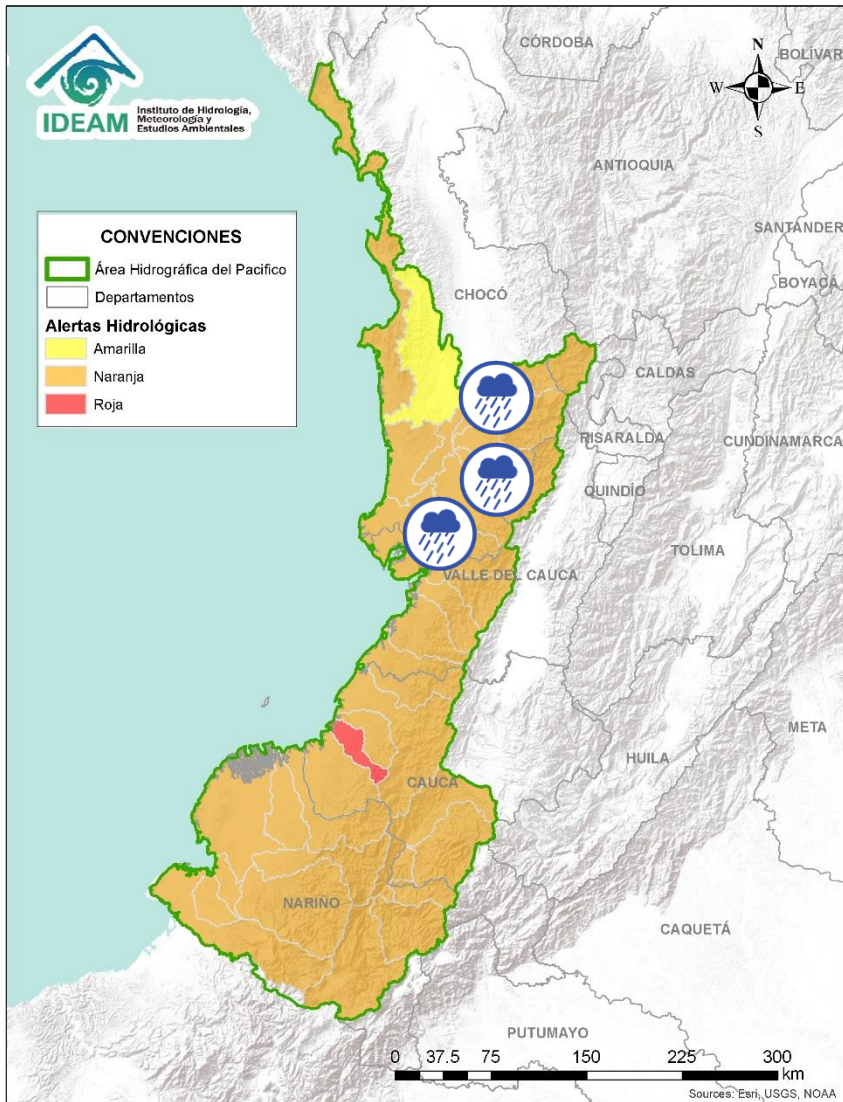 IDEAM
Instituto de Hidrología,
Meteorología y
Estudios Ambientales
N
W
E
S
CONVENCIONES
Área Hidrográfica del Pacifico
Departamentos
Alertas Hidrológicas
Amarilla
Naranja
Roja
CÓRDOBA
BOLÍVAR
ANTIOQUIA
SANTANDER
BOYACÁ
CHOCÓ
CALDAS
RISARALDA
CUNDINAMARCA
QUINDÍO
TOLIMA
VALLE DEL CAUCA
META
HUILA
CAUCA
NARIÑO
CAQUETÁ
PUTUMAYO
0 37.5 75 150 225 300
km
Sources: Esri, USGS, NOAA